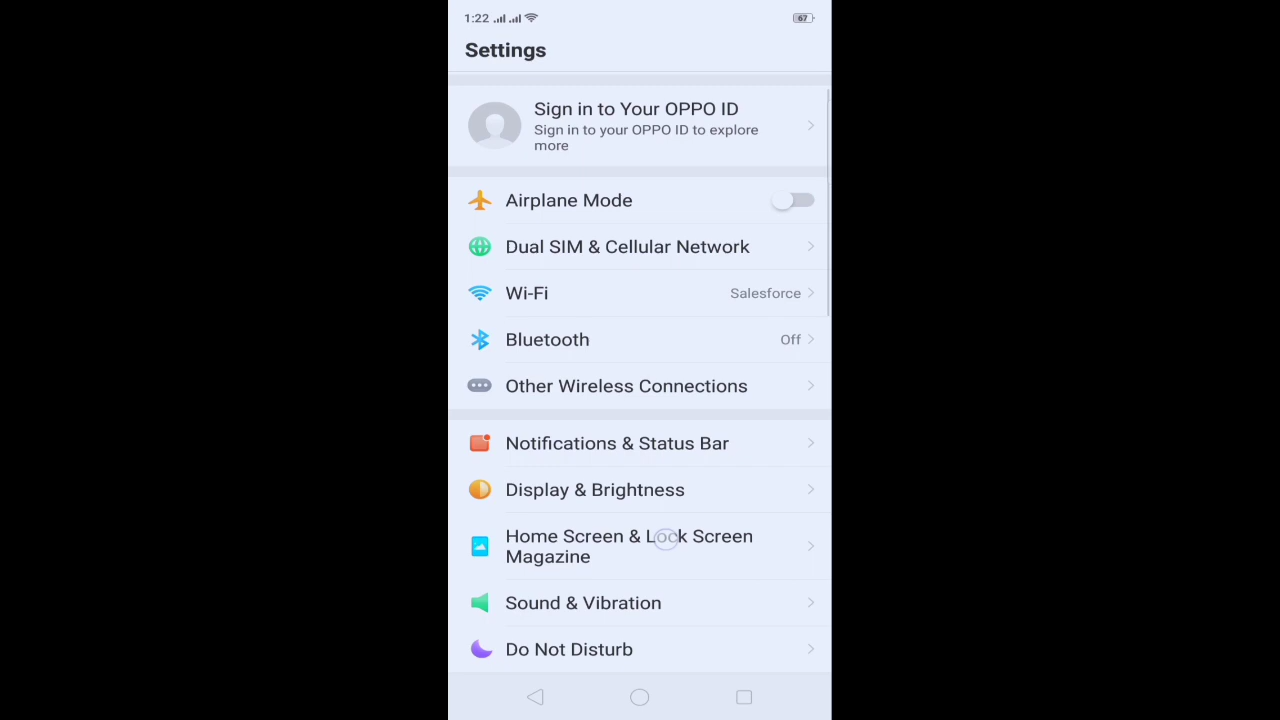 1:22
67
Settings
Sign in to Your OPPO ID
Sign in to your OPPO ID to explore
more
Airplane Mode
Dual SIM & Cellular Network
Wi-Fi Salesforce
Bluetooth Off
Other Wireless Connections
Notifications & Status Bar
Display & Brightness
Home Screen & Lock Screen
Magazine
Sound & Vibration
Do Not Disturb